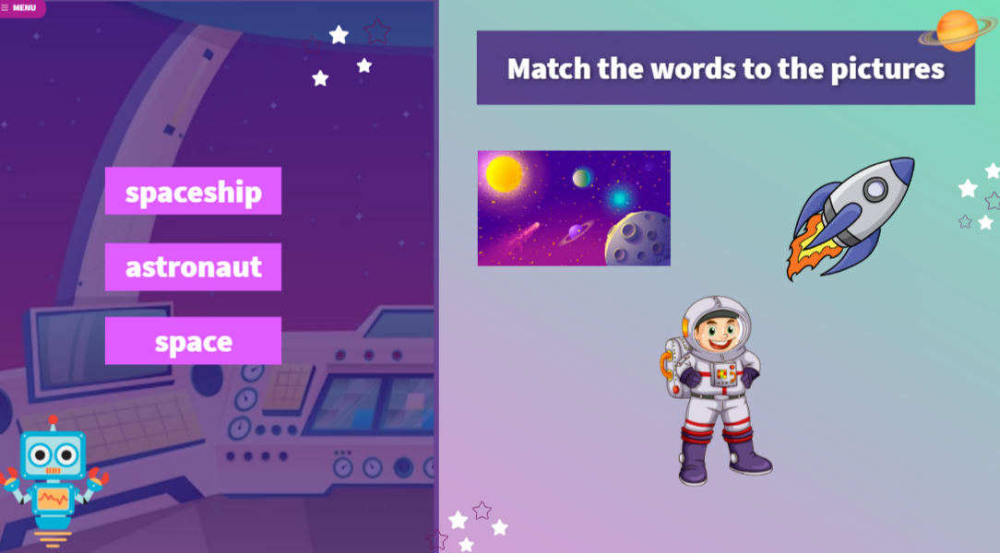 MENU
spaceship
astronaut
space
Match the words to the pictures